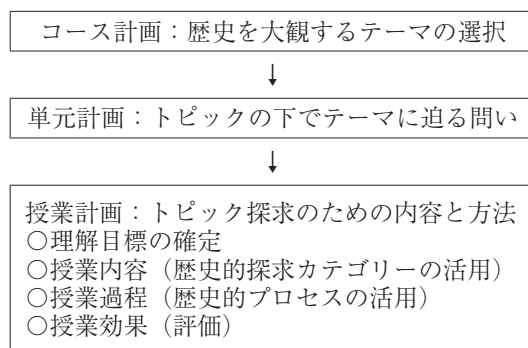 コース計画：歴史を大観するテーマの選択
↓
単元計画：トピックの下でテーマに迫る問い
↓
授業計画：トピック探求のための内容と方法
○理解目標の確定
○授業内容（歴史的探求カテゴリーの活用）
○授業過程（歴史的プロセスの活用）
○授業効果（評価）